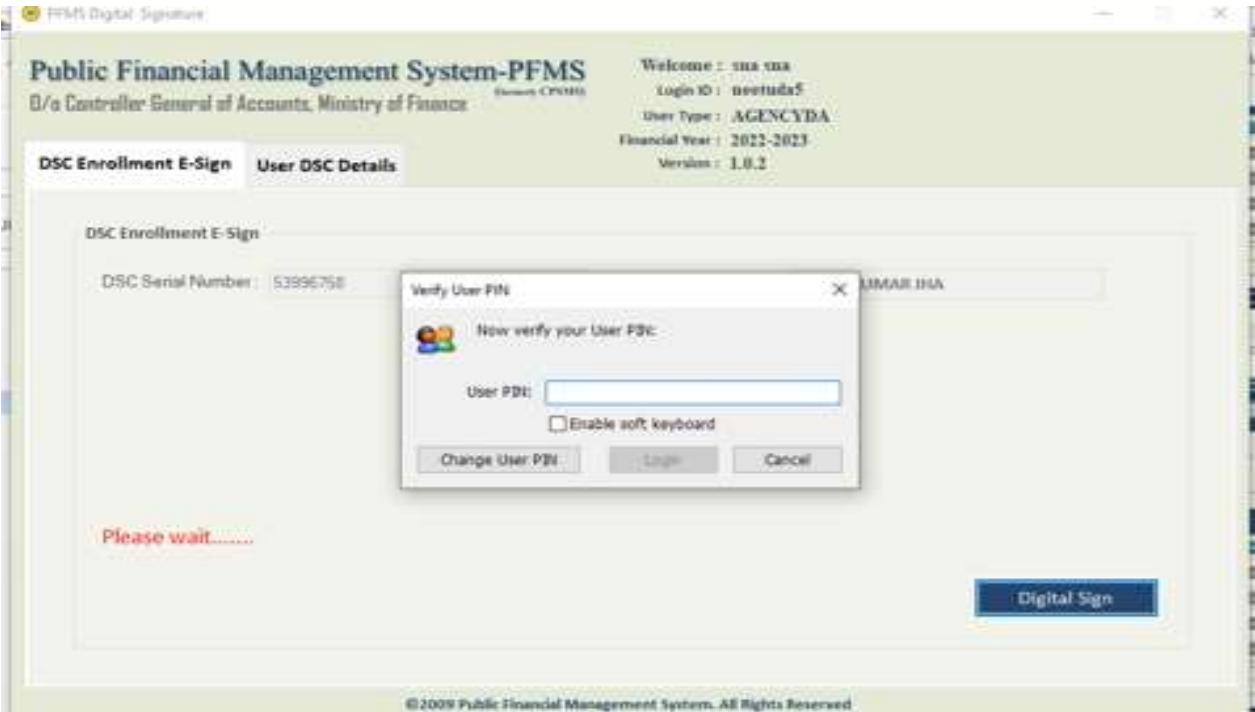 PFMS Digital Signature
Public Financial Management System-PFMS
O/o Controller General of Accounts, Ministry of Finance
Welcome : sna sna
Login ID : neetuda5
User Type : AGENCYDA
Financial Year : 2022-2023
Version : 1.0.2
DSC Enrollment E-Sign
User DSC Details
DSC Enrollment E-Sign
DSC Serial Number : 53996758
UMAR JHA
Verify User PIN
Now verify your User PIN:
User PIN:
Enable soft keyboard
Change User PIN
Login
Cancel
Please wait.......
Digital Sign
©2009 Public Financial Management System. All Rights Reserved